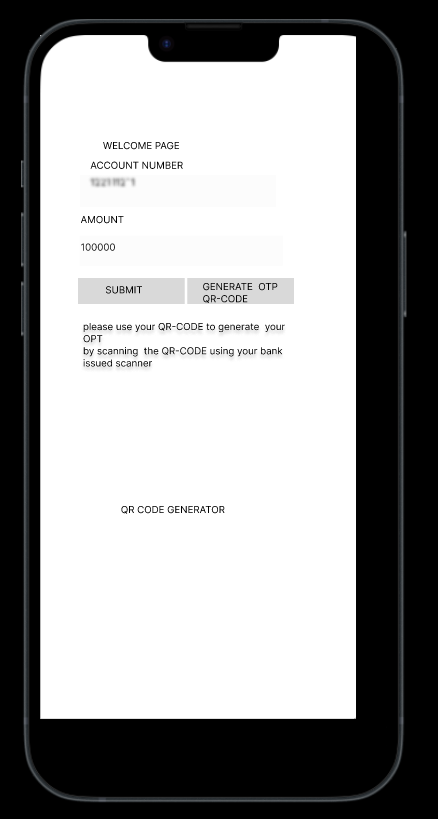 WELCOME PAGE
ACCOUNT NUMBER
AMOUNT
100000
SUBMIT
GENERATE OTP
QR-CODE
please use your QR-CODE to generate your
OPT
by scanning the QR-CODE using your bank
issued scanner
QR CODE GENERATOR